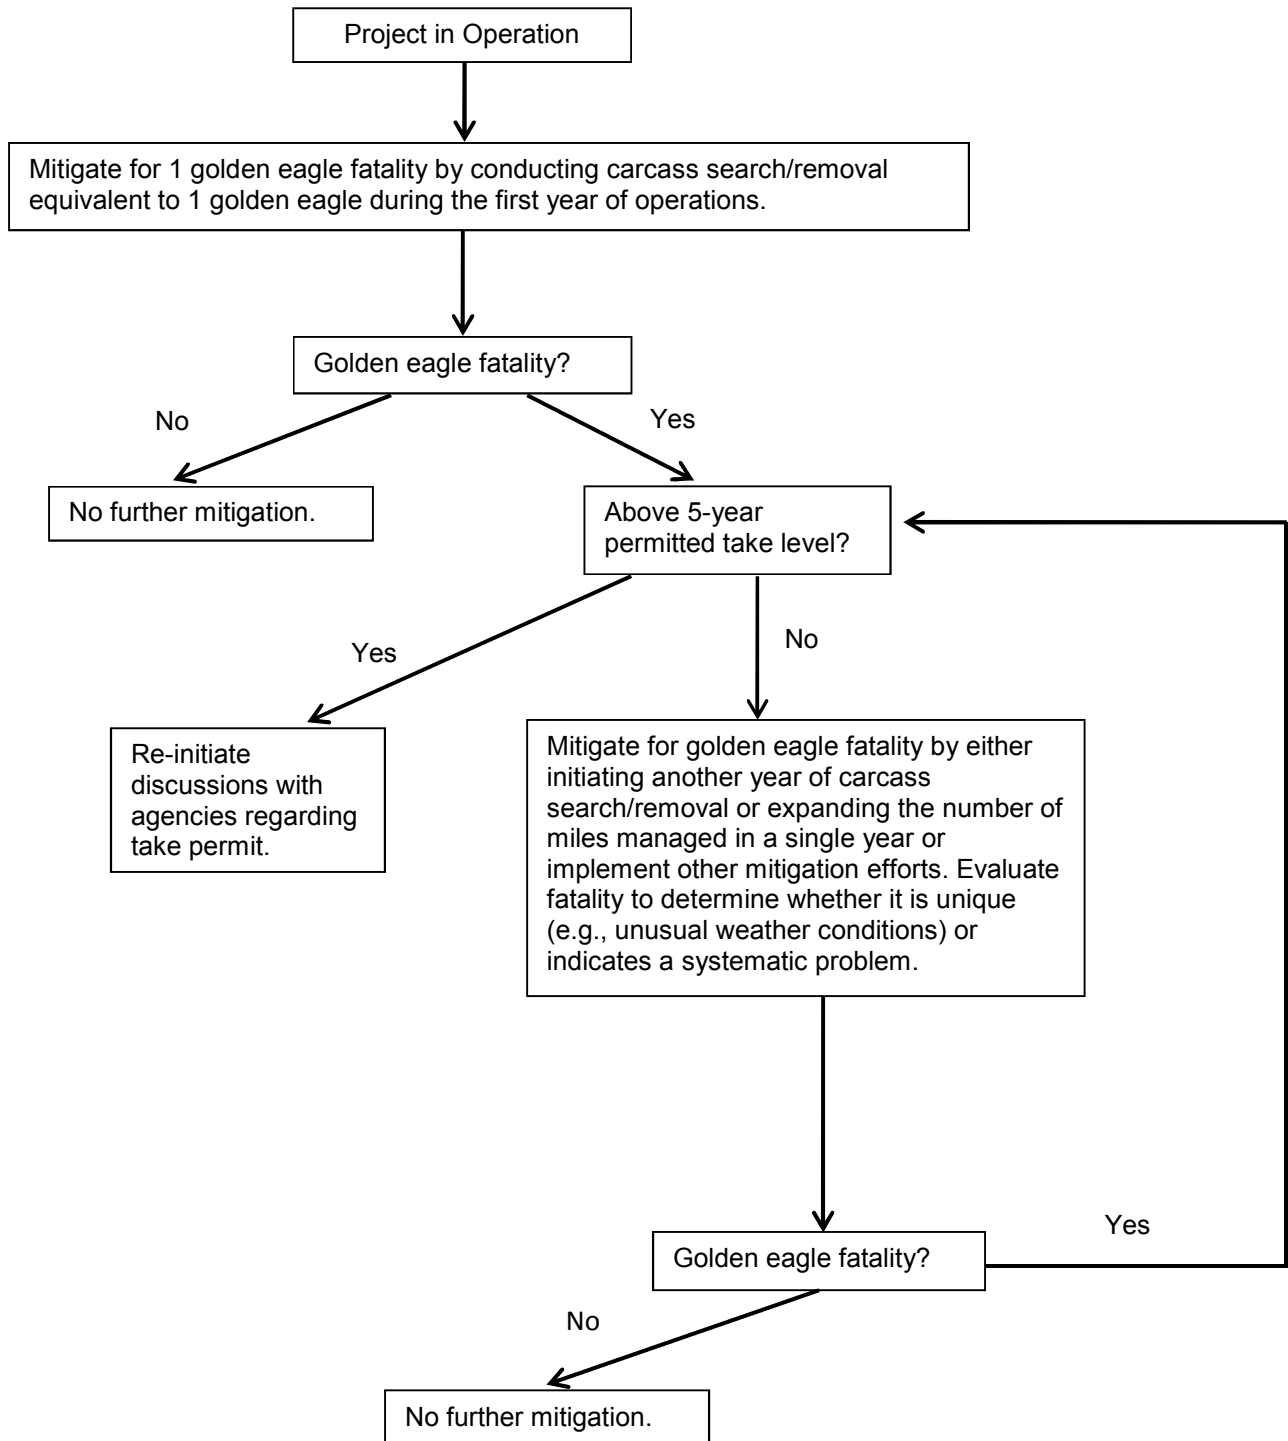 Project in Operation
Mitigate for 1 golden eagle fatality by conducting carcass search/removal
equivalent to 1 golden eagle during the first year of operations.
Golden eagle fatality?
No
Yes
No further mitigation.
Above 5-year
permitted take level?
Yes
No
Re-initiate
discussions with
agencies regarding
take permit.
Mitigate for golden eagle fatality by either
initiating another year of carcass
search/removal or expanding the number of
miles managed in a single year or
implement other mitigation efforts. Evaluate
fatality to determine whether it is unique
(e.g., unusual weather conditions) or
indicates a systematic problem.
Yes
Golden eagle fatality?
No
No further mitigation.